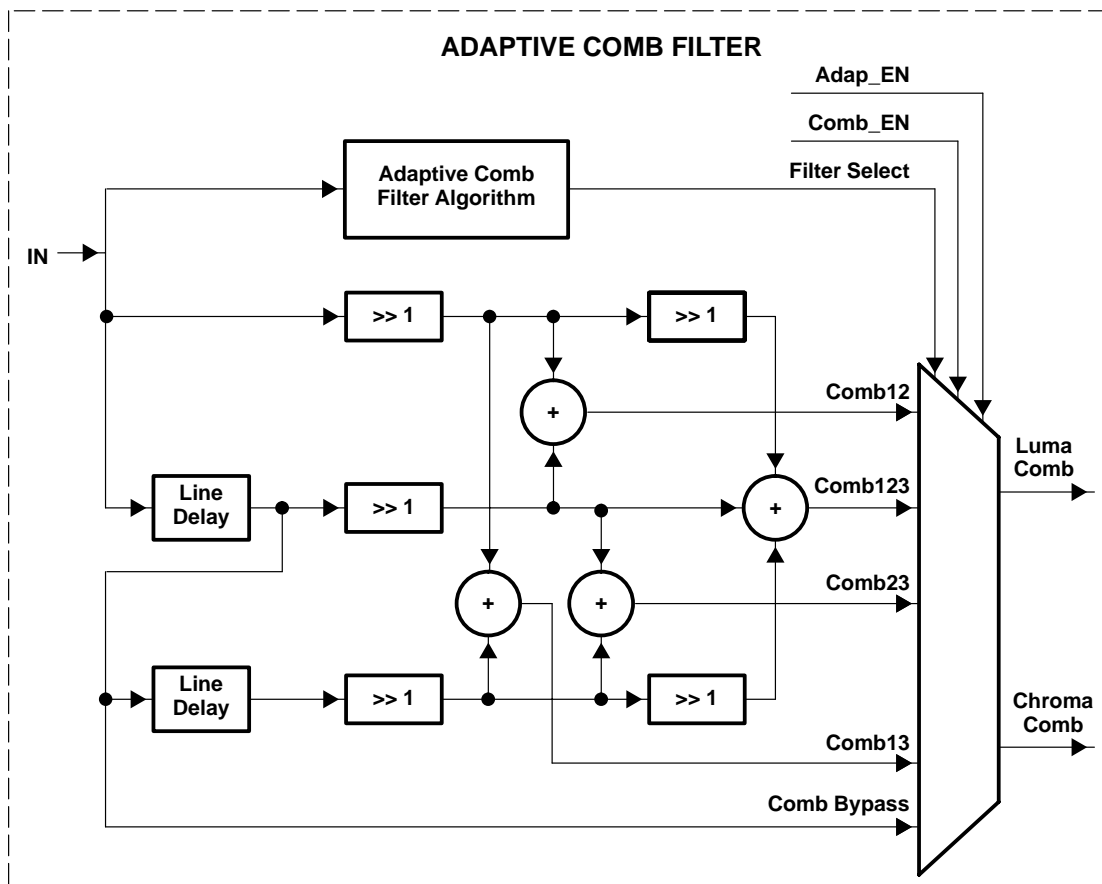 ADAPTIVE COMB FILTER
Adap_EN
Comb_EN
Filter Select
Adaptive Comb
Filter Algorithm
IN
>> 1
>> 1
Comb12
+
Luma
Comb
Line
Delay
>> 1
Comb123
+
Comb23
+
+
Line
Delay
>> 1
>> 1
Chroma
Comb
Comb13
Comb Bypass